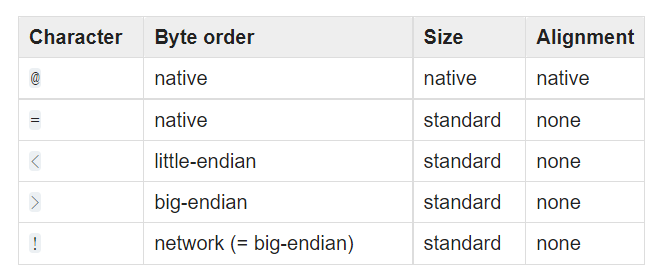 Character Byte order Size Alignment
@ native native native
= native standard none
< little-endian standard none
> big-endian standard none
! network (= big-endian) standard none